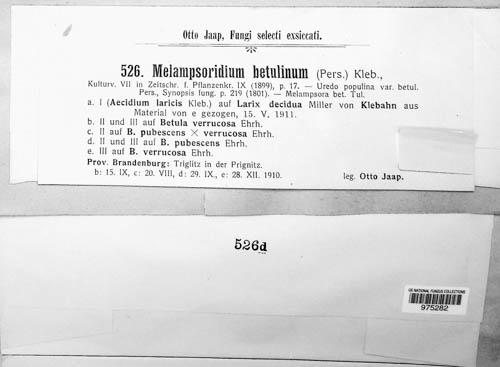 Otto Jaap, Fungi selecti exsiccati.
526. Melampsoridium betulinum (Pers.) Kleb.,
Kulturv. VII in Zeitschr. f. Pflanzenkr. IX (1899), p. 17. — Uredo populina var. betul.
Pers., Synopsis fung. p. 219 (1801). — Melampsora bet. Tul.
a. I (Aecidium laricis Kleb.) auf Larix decidua Miller von Klebahn aus
Material von e gezogen, 15. V. 1911.
b. II und III auf Betula verrucosa Ehrh.
c. II auf B. pubescens × verrucosa Ehrh.
d. II und III auf B. pubescens Ehrh.
e. III auf B. verrucosa Ehrh.
Prov. Brandenburg: Triglitz in der Prignitz.
b: 15. IX, c: 20. VIII, d: 29. IX., e: 28. XII. 1910.
leg. Otto Jaap.
526d
US NATIONAL FUNGUS COLLECTIONS
975282